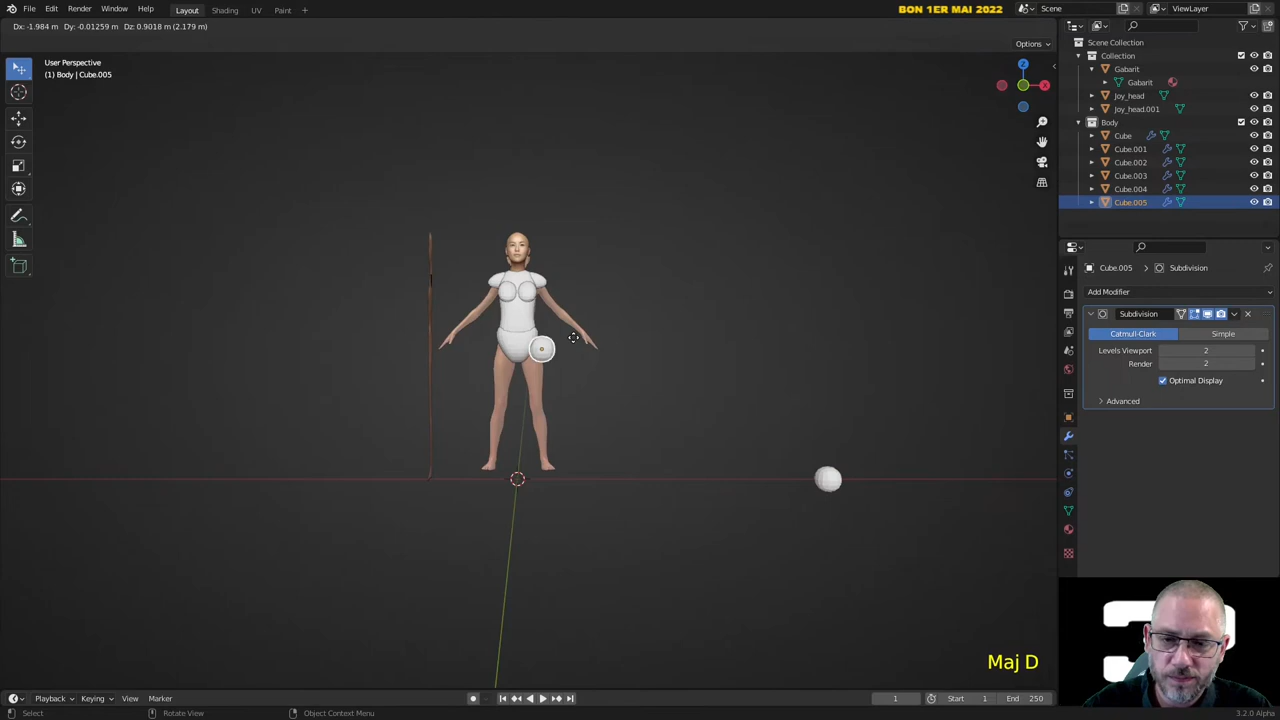 File Edit Render Window Help Layout Shading UV Paint BON 1ER MAI 2022 Scene ViewLayer
Dx: -1.984 m Dy: -0.01259 m Dz: 0.9018 m (2.179 m)
Options
User Perspective
(1) Body | Cube.005
Z
X
Scene Collection
Collection
Gabarit
Gabarit
Joy_head
Joy_head.001
Body
Cube
Cube.001
Cube.002
Cube.003
Cube.004
Cube.005
Cube.005 Subdivision
Add Modifier
Subdivision
Catmull-Clark Simple
Levels Viewport 2
Render 2
Optimal Display
Advanced
Maj D
Playback Keying View Marker 1 Start 1 End 250
Select Rotate View Object Context Menu 3.2.0 Alpha